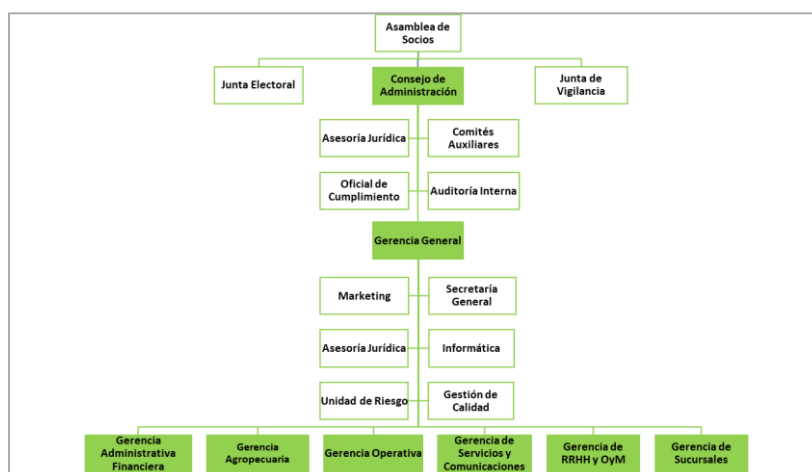 Asamblea de
Socios
Junta Electoral
Consejo de
Administración
Junta de
Vigilancia
Asesoría Jurídica
Comités
Auxiliares
Oficial de
Cumplimiento
Auditoría Interna
Gerencia General
Marketing
Secretaría
General
Asesoría Jurídica
Informática
Unidad de Riesgo
Gestión de
Calidad
Gerencia
Administrativa
Financiera
Gerencia
Agropecuaria
Gerencia Operativa
Gerencia de
Servicios y
Comunicaciones
Gerencia de
RRHH y OyM
Gerencia de
Sucursales